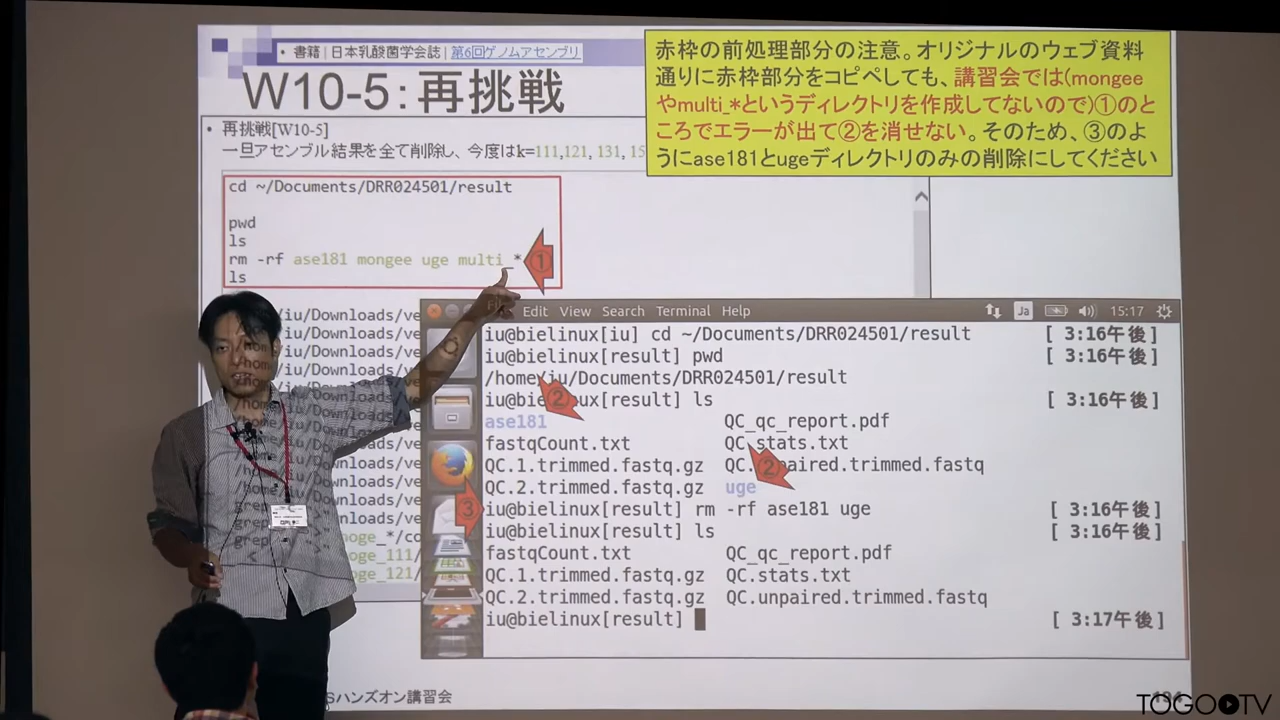 • 書籍 | 日本乳酸菌学会誌 | 第6回ゲノムアセンブリ
W10-5：再挑戦
赤枠の前処理部分の注意。オリジナルのウェブ資料
通りに赤枠部分をコピペしても、講習会では(mongee
やmulti_*というディレクトリを作成してないので)①のと
ころでエラーが出て②を消せない。そのため、③のよ
うにase181とugeディレクトリのみの削除にしてください
• 再挑戦[W10-5]
一旦アセンブル結果を全て削除し、今度はk=111,121, 131, 15
cd ~/Documents/DRR024501/result
pwd
ls
rm -rf ase181 mongee uge multi_*
①
ls
/iu/Downloads/ve
Edit View Search Terminal Help
Ja
15:17
iu@bielinux[iu] cd ~/Documents/DRR024501/result [ 3:16午後]
iu@bielinux[result] pwd [ 3:16午後]
/home/iu/Documents/DRR024501/result
iu@bielinux[result] ls [ 3:16午後]
②
ase181 QC_qc_report.pdf
fastqCount.txt QC.stats.txt
QC.1.trimmed.fastq.gz QC.unpaired.trimmed.fastq
②
QC.2.trimmed.fastq.gz uge
③
iu@bielinux[result] rm -rf ase181 uge [ 3:16午後]
iu@bielinux[result] ls [ 3:16午後]
fastqCount.txt QC_qc_report.pdf
QC.1.trimmed.fastq.gz QC.stats.txt
QC.2.trimmed.fastq.gz QC.unpaired.trimmed.fastq
iu@bielinux[result] [ 3:17午後]
grep
grep
grep
moge_*/co
moge_111/
moge_121/
Sハンズオン講習会
TOGOTV